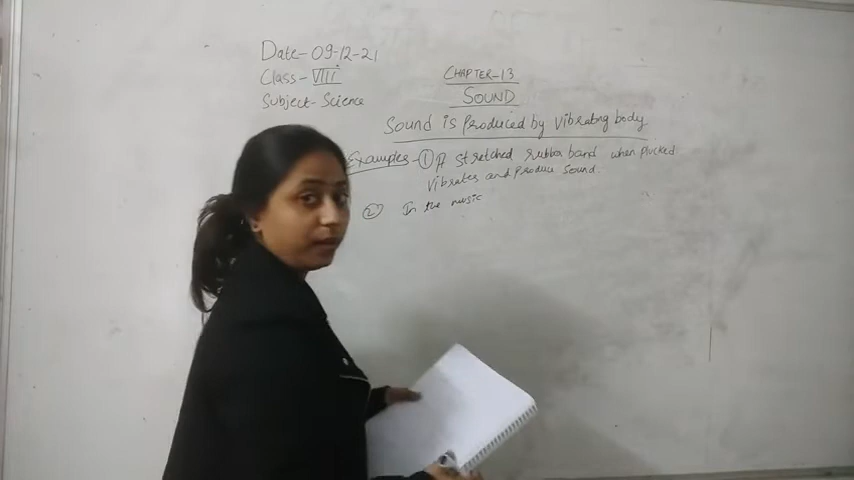 Date- 09-12-21
Class- VIII
Subject- Science
CHAPTER-13
SOUND
Sound is Produced by Vibrating body
Examples- ① A stretched rubber band when plucked
Vibrates and Produce Sound.
② In the music